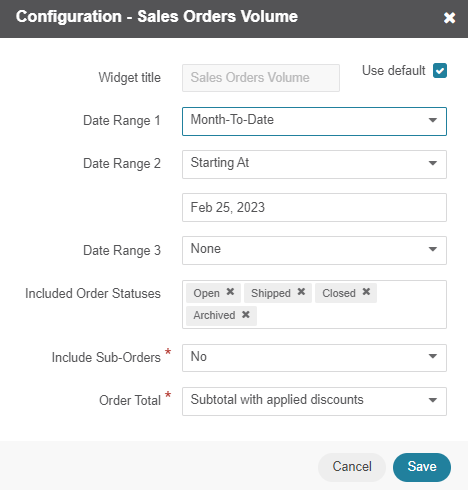 Configuration - Sales Orders Volume ✖
Widget title Sales Orders Volume Use default
Date Range 1 Month-To-Date
Date Range 2 Starting At
Feb 25, 2023
Date Range 3 None
Included Order Statuses Open ✖ Shipped ✖ Closed ✖
Archived ✖
Include Sub-Orders * No
Order Total * Subtotal with applied discounts
Cancel Save